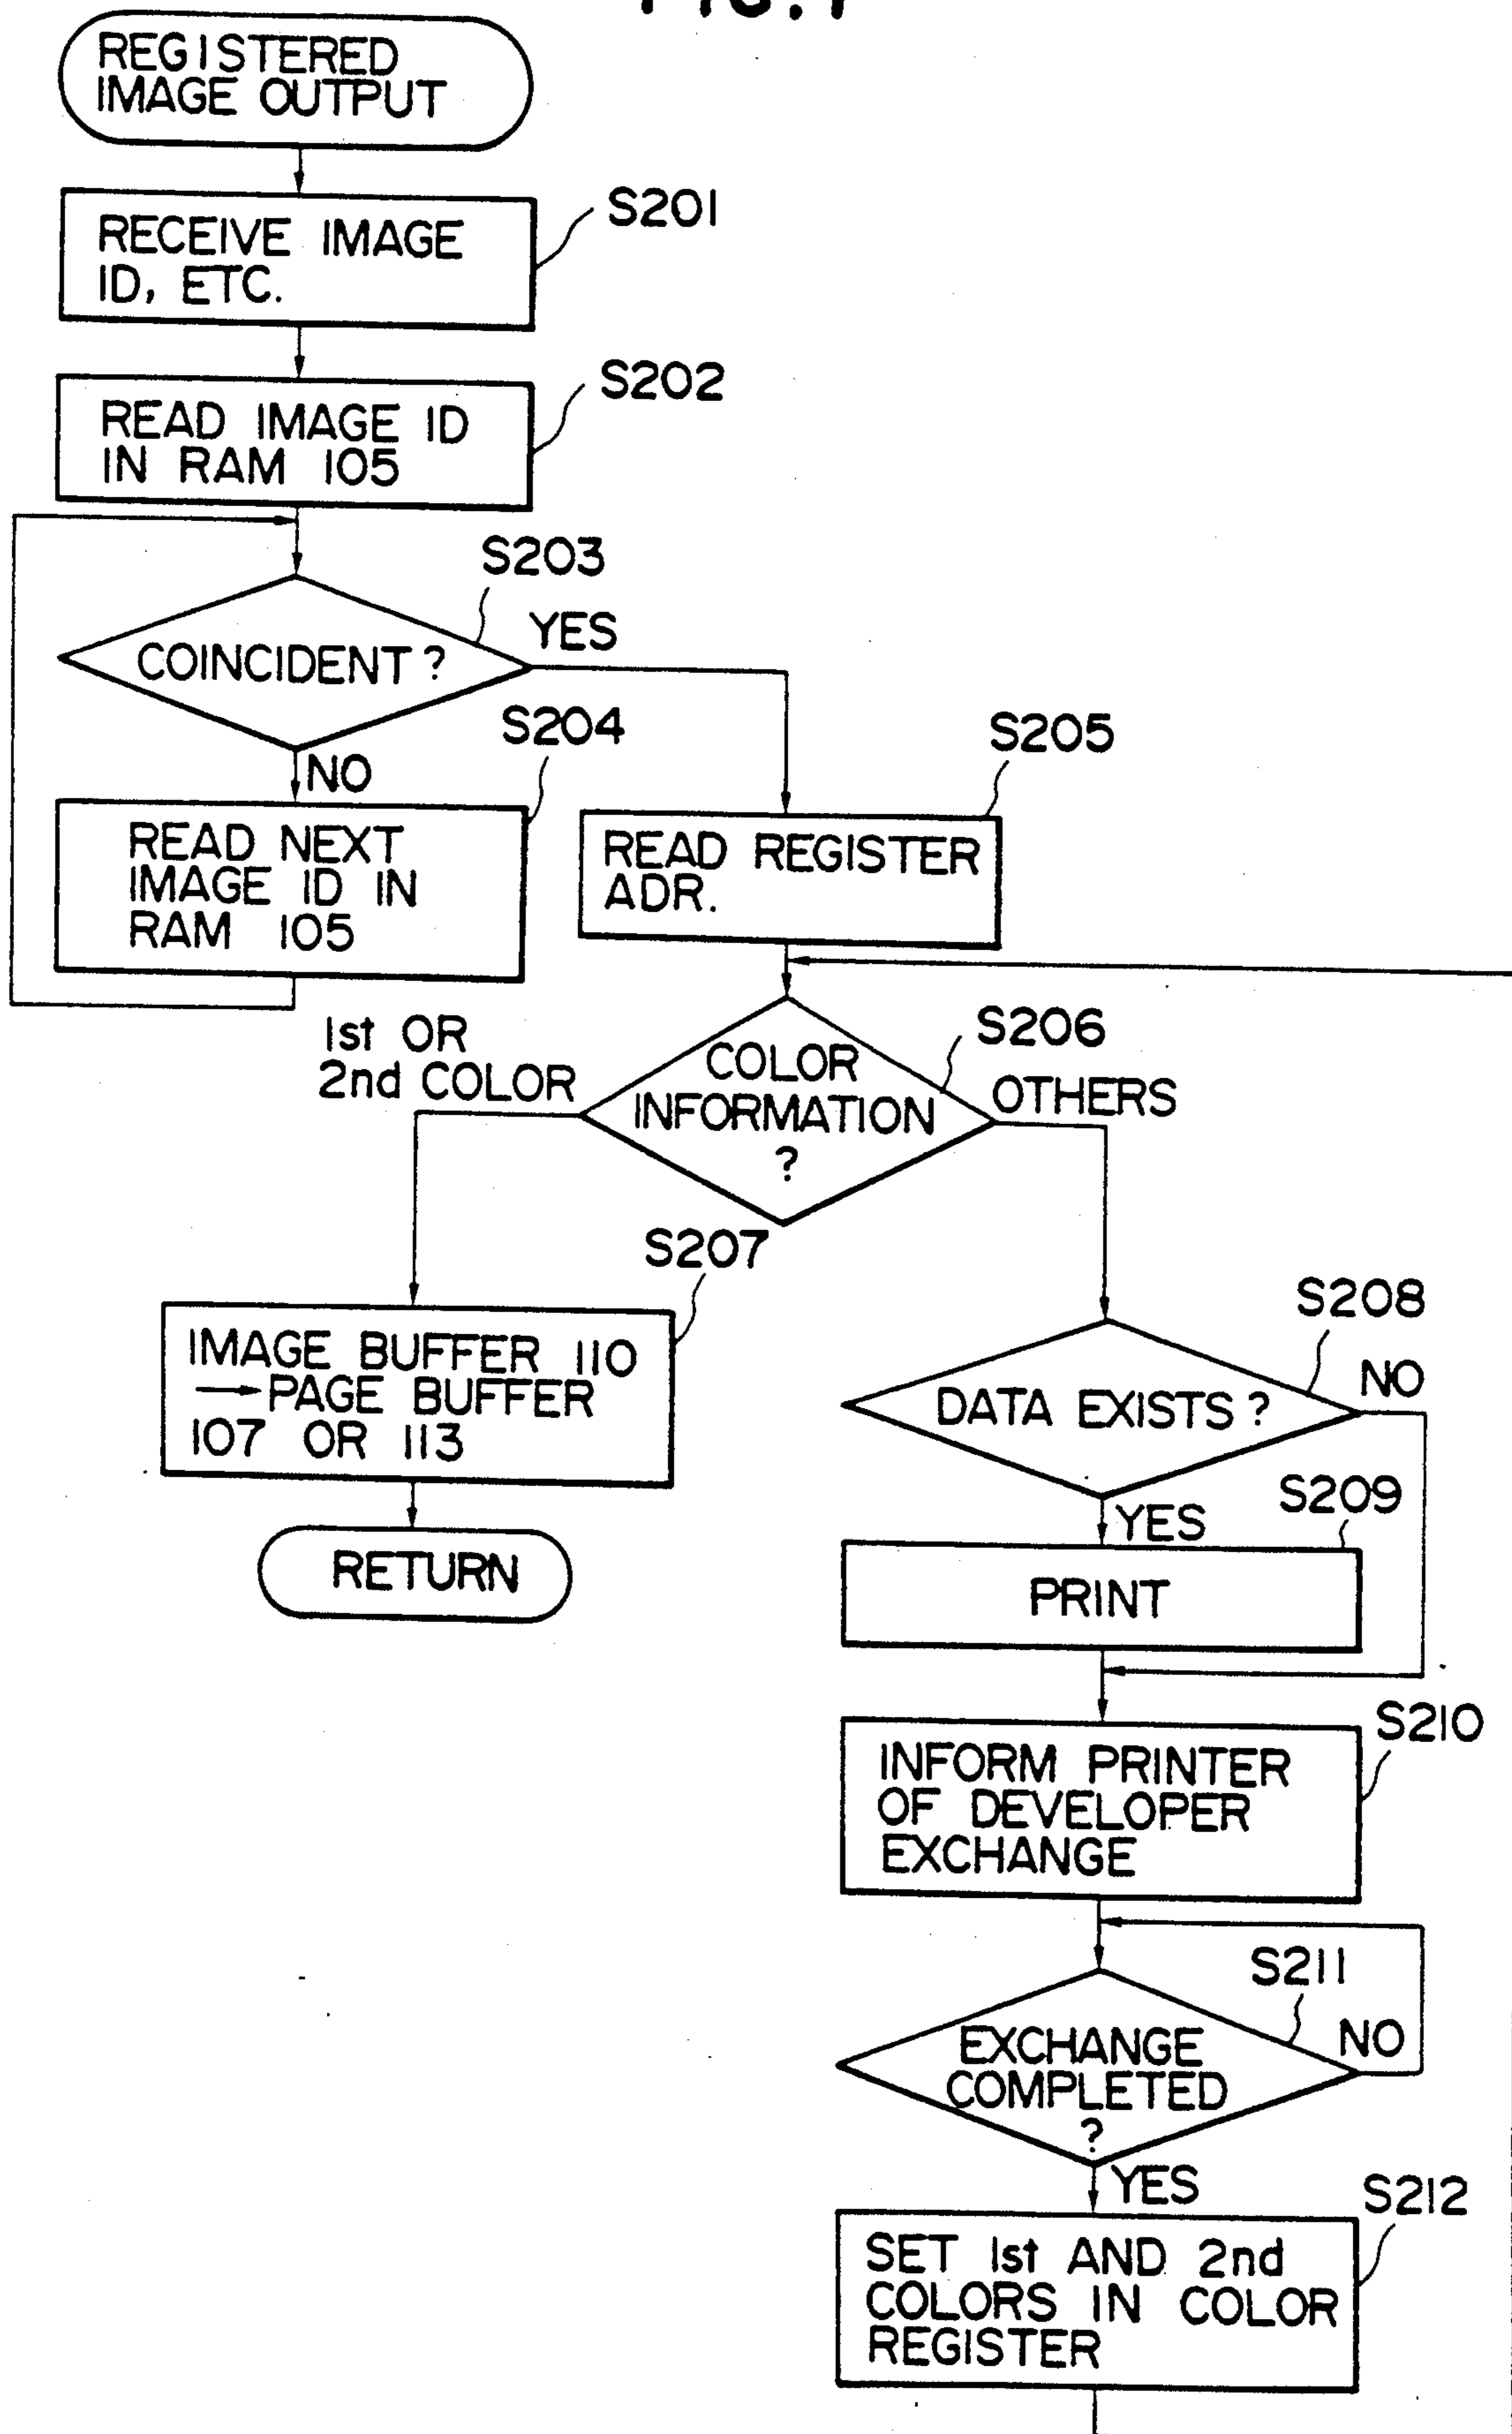 REGISTERED
IMAGE OUTPUT
S201
RECEIVE IMAGE
ID, ETC.
S202
READ IMAGE ID
IN RAM 105
S203
COINCIDENT ?
YES
NO
S204
READ NEXT
IMAGE ID IN
RAM 105
S205
READ REGISTER
ADR.
S206
COLOR
INFORMATION
?
1st OR
2nd COLOR
OTHERS
S207
IMAGE BUFFER 110
→PAGE BUFFER
107 OR 113
RETURN
S208
DATA EXISTS ?
NO
YES
S209
PRINT
S210
INFORM PRINTER
OF DEVELOPER
EXCHANGE
S211
EXCHANGE
COMPLETED
?
NO
YES
S212
SET 1st AND 2nd
COLORS IN COLOR
REGISTER